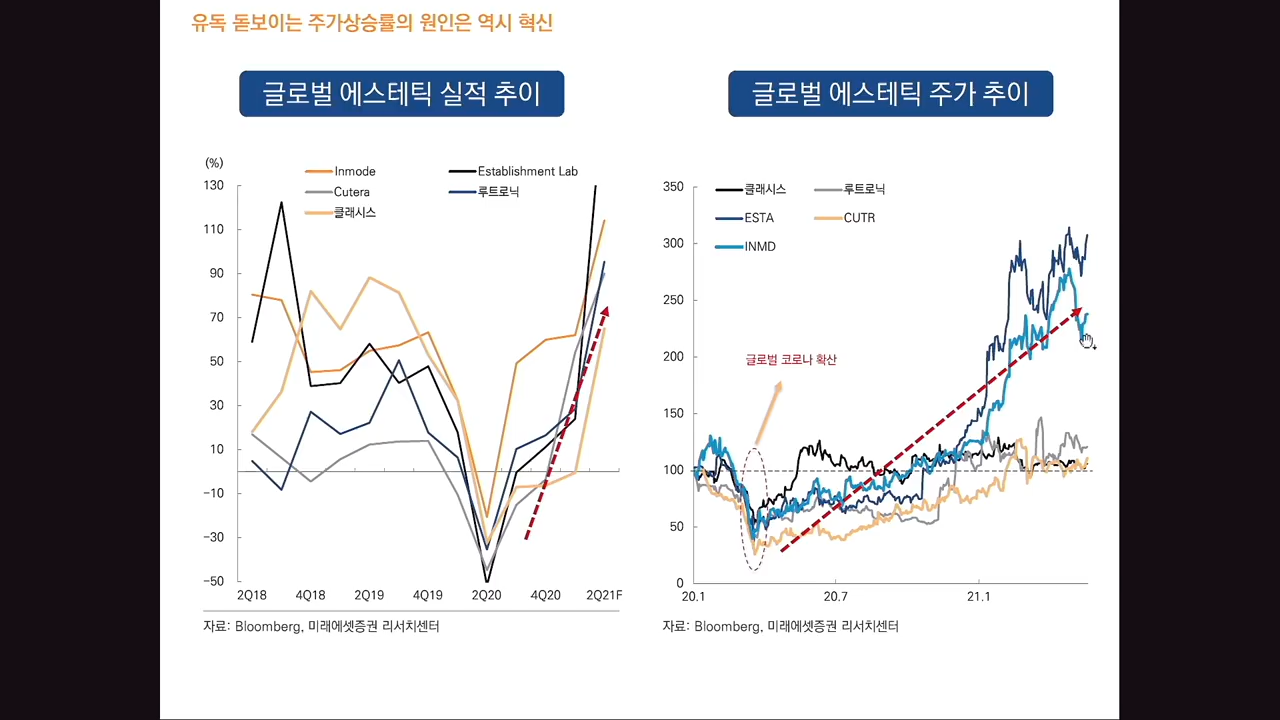 유독 돋보이는 주가상승률의 원인은 역시 혁신
글로벌 에스테틱 실적 추이
(%)
Inmode
Establishment Lab
Cutera
루트로닉
클래시스
130
110
90
70
50
30
10
-10
-30
-50
2Q18
4Q18
2Q19
4Q19
2Q20
4Q20
2Q21F
자료: Bloomberg, 미래에셋증권 리서치센터
글로벌 에스테틱 주가 추이
클래시스
루트로닉
ESTA
CUTR
INMD
350
300
250
200
150
100
50
0
글로벌 코로나 확산
20.1
20.7
21.1
자료: Bloomberg, 미래에셋증권 리서치센터